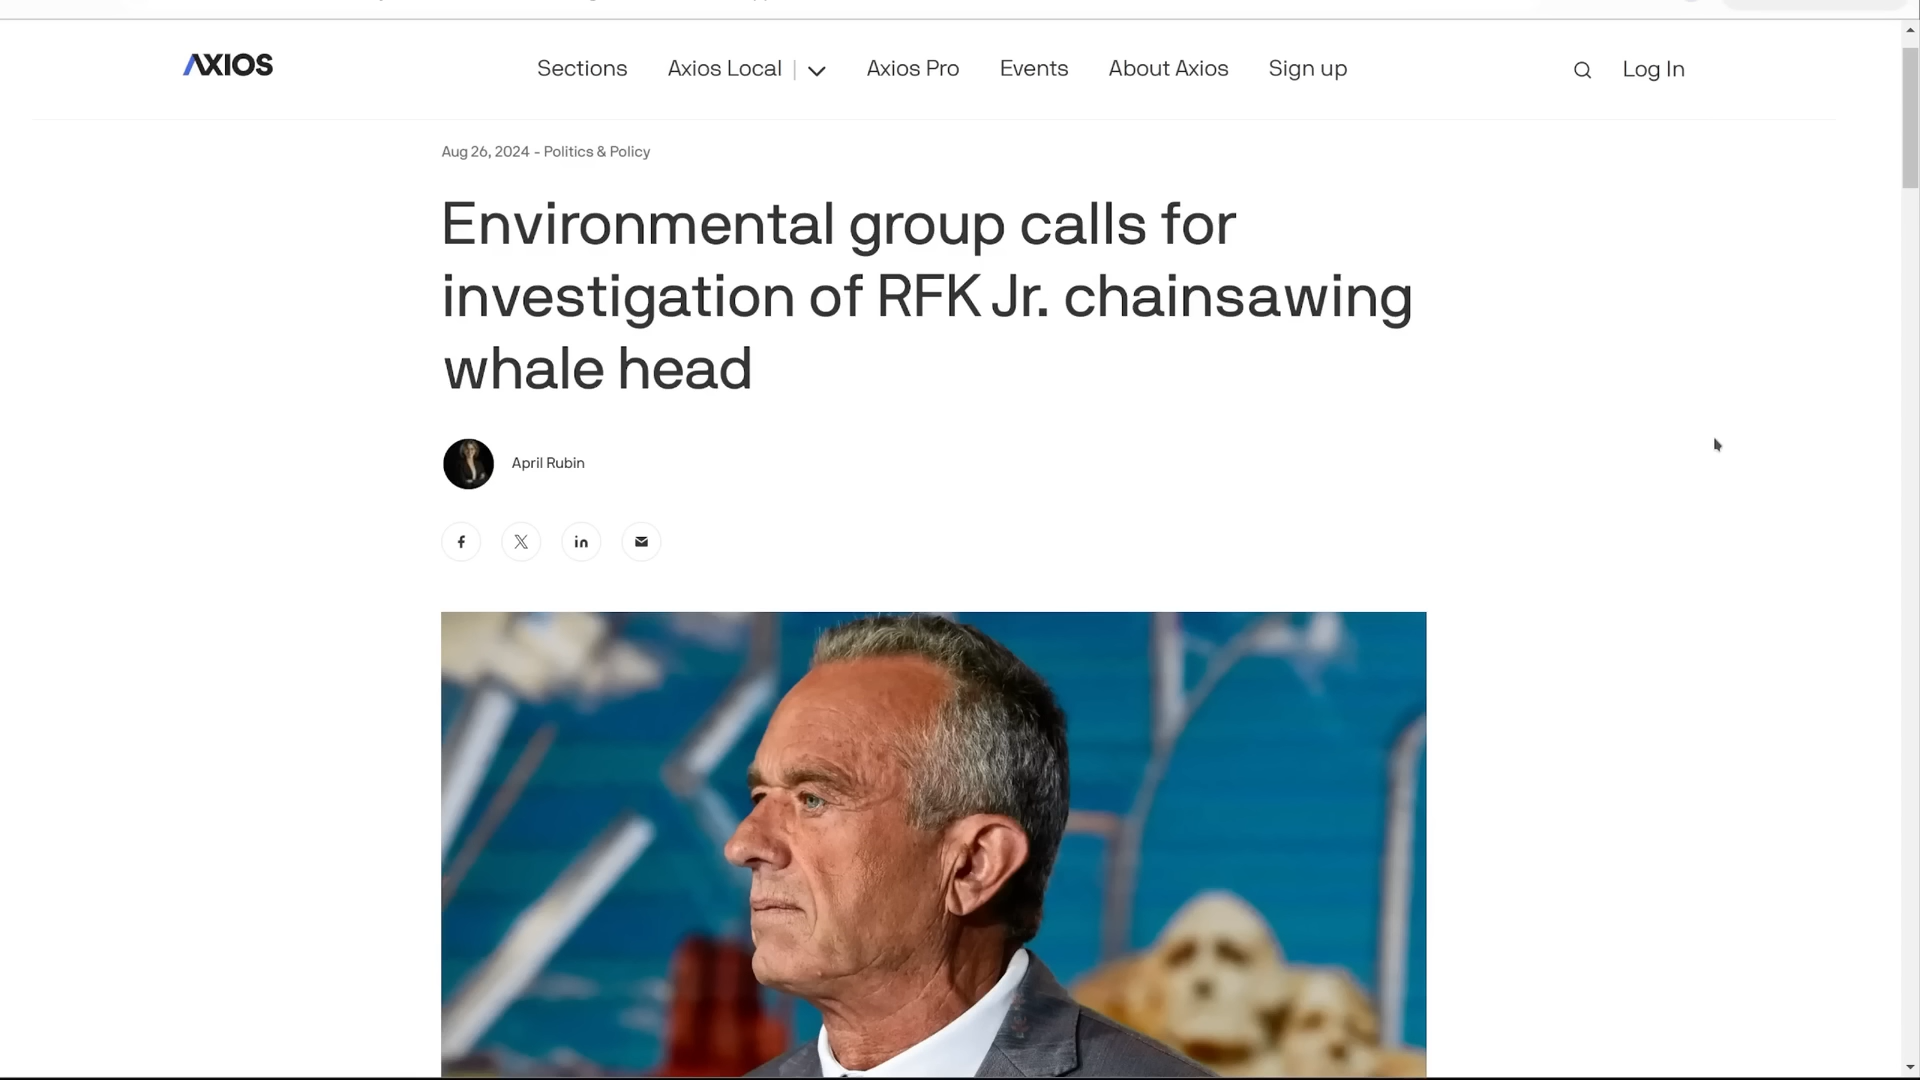 AXIOS
Sections
Axios Local
Axios Pro
Events
About Axios
Sign up
Log In
Aug 26, 2024 - Politics & Policy
Environmental group calls for
investigation of RFK Jr. chainsawing
whale head
April Rubin